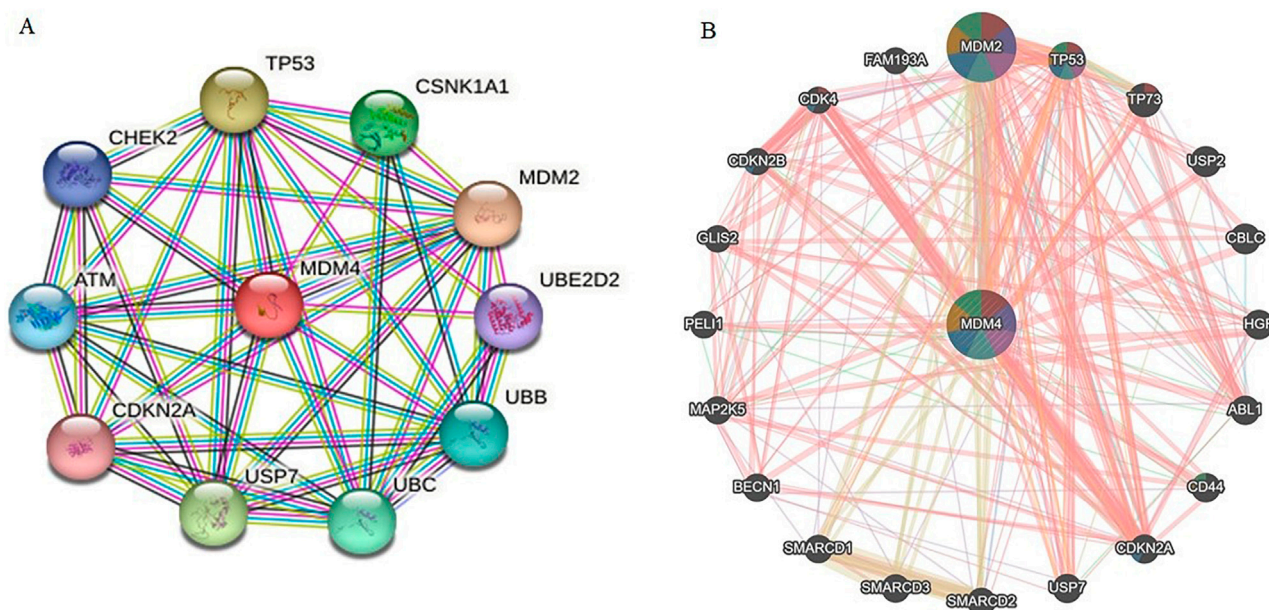 A
TP53
CSNK1A1
CHEK2
MDM2
ATM
MDM4
UBE2D2
CDKN2A
UBB
USP7
UBC
B
MDM2
FAM193A
TP53
CDK4
TP73
CDKN2B
USP2
GLIS2
CBLC
PELI1
MDM4
HGF
MAP2K5
ABL1
BECN1
CD44
SMARCD1
CDKN2A
SMARCD3
USP7
SMARCD2